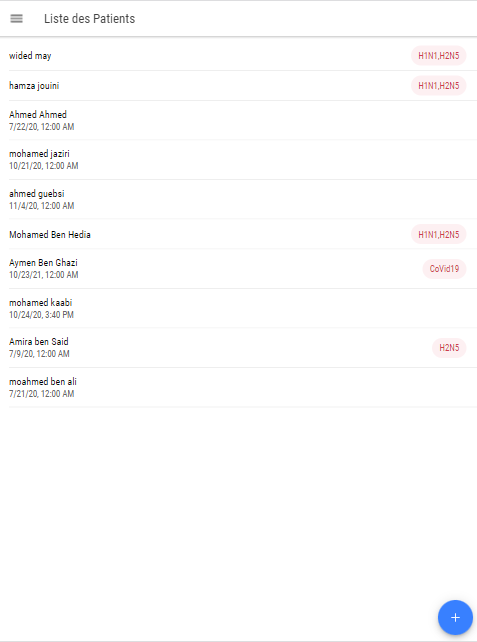 Liste des Patients
wided may H1N1,H2N5
hamza jouini H1N1,H2N5
Ahmed Ahmed
7/22/20, 12:00 AM
mohamed jaziri
10/21/20, 12:00 AM
ahmed guebsi
11/4/20, 12:00 AM
Mohamed Ben Hedia H1N1,H2N5
Aymen Ben Ghazi CoVid19
10/23/21, 12:00 AM
mohamed kaabi
10/24/20, 3:40 PM
Amira ben Said H2N5
7/9/20, 12:00 AM
moahmed ben ali
7/21/20, 12:00 AM
+